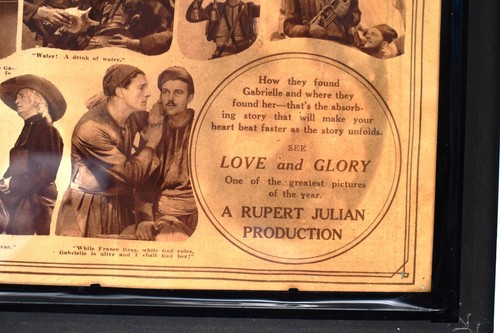 "Water! A drink of water."
How they found
Gabrielle and where they
found her—that's the absorb-
ing story that will make your
heart beat faster as the story unfolds.
SEE
LOVE and GLORY
One of the greatest pictures
of the year.
A RUPERT JULIAN
PRODUCTION
"While France lives, while God rules,
Gabrielle is alive and I shall find her!"